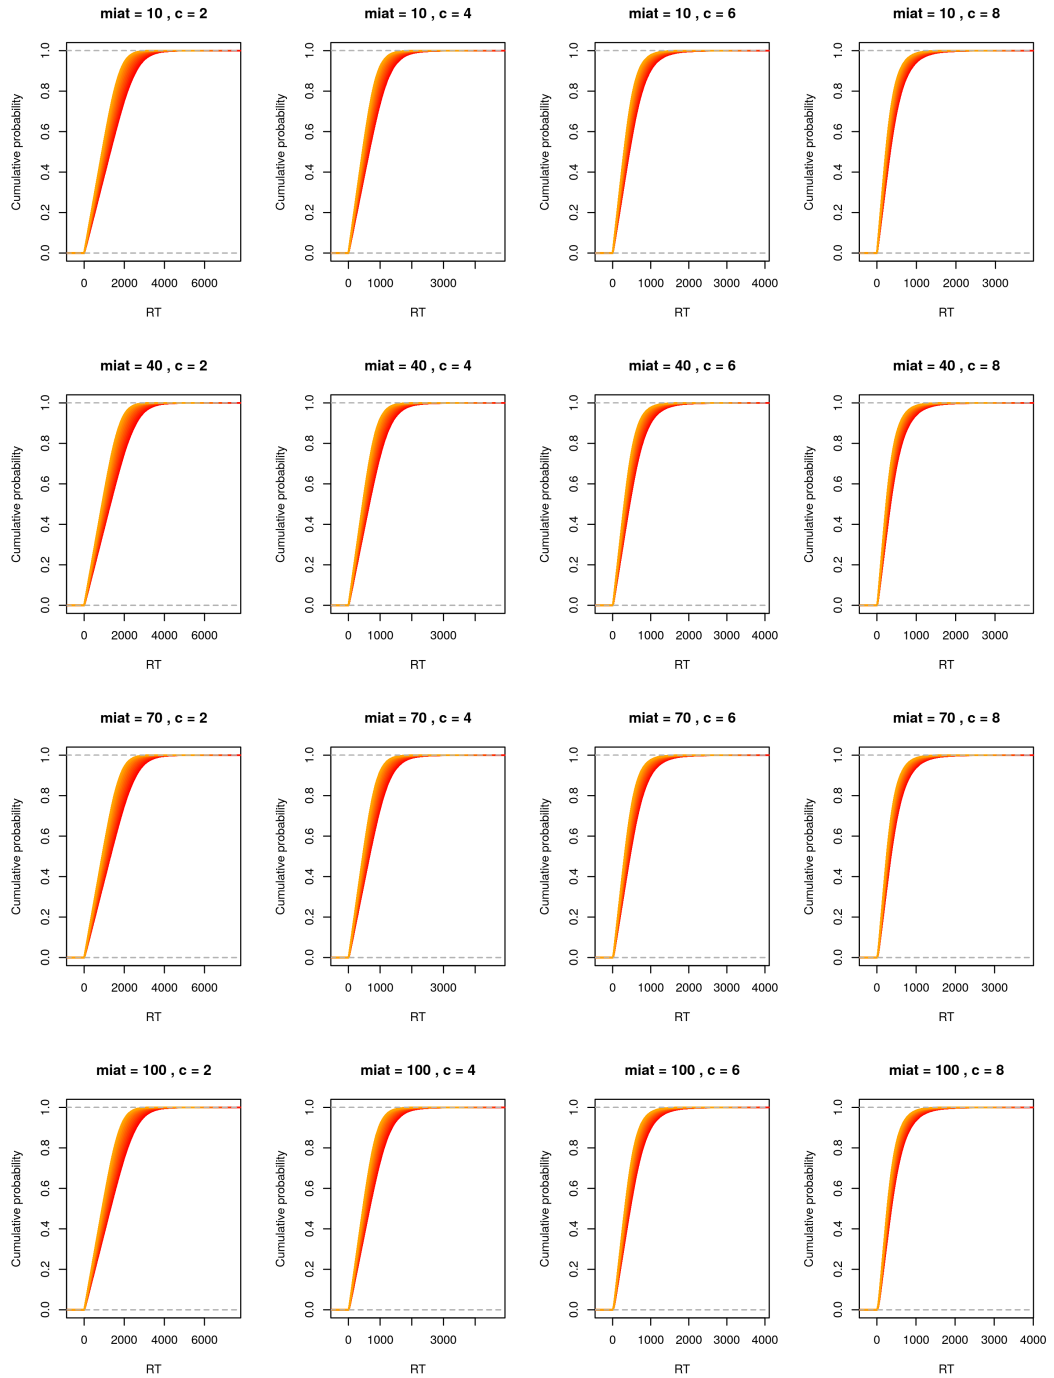 miat = 10 , c = 2
Cumulative probability
0.0 0.2 0.4 0.6 0.8 1.0
0 2000 4000 6000
RT
miat = 10 , c = 4
Cumulative probability
0.0 0.2 0.4 0.6 0.8 1.0
0 1000 3000
RT
miat = 10 , c = 6
Cumulative probability
0.0 0.2 0.4 0.6 0.8 1.0
0 1000 2000 3000 4000
RT
miat = 10 , c = 8
Cumulative probability
0.0 0.2 0.4 0.6 0.8 1.0
0 1000 2000 3000
RT
miat = 40 , c = 2
Cumulative probability
0.0 0.2 0.4 0.6 0.8 1.0
0 2000 4000 6000
RT
miat = 40 , c = 4
Cumulative probability
0.0 0.2 0.4 0.6 0.8 1.0
0 1000 3000
RT
miat = 40 , c = 6
Cumulative probability
0.0 0.2 0.4 0.6 0.8 1.0
0 1000 2000 3000 4000
RT
miat = 40 , c = 8
Cumulative probability
0.0 0.2 0.4 0.6 0.8 1.0
0 1000 2000 3000
RT
miat = 70 , c = 2
Cumulative probability
0.0 0.2 0.4 0.6 0.8 1.0
0 2000 4000 6000
RT
miat = 70 , c = 4
Cumulative probability
0.0 0.2 0.4 0.6 0.8 1.0
0 1000 3000
RT
miat = 70 , c = 6
Cumulative probability
0.0 0.2 0.4 0.6 0.8 1.0
0 1000 2000 3000 4000
RT
miat = 70 , c = 8
Cumulative probability
0.0 0.2 0.4 0.6 0.8 1.0
0 1000 2000 3000
RT
miat = 100 , c = 2
Cumulative probability
0.0 0.2 0.4 0.6 0.8 1.0
0 2000 4000 6000
RT
miat = 100 , c = 4
Cumulative probability
0.0 0.2 0.4 0.6 0.8 1.0
0 1000 3000
RT
miat = 100 , c = 6
Cumulative probability
0.0 0.2 0.4 0.6 0.8 1.0
0 1000 2000 3000 4000
RT
miat = 100 , c = 8
Cumulative probability
0.0 0.2 0.4 0.6 0.8 1.0
0 1000 2000 3000 4000
RT